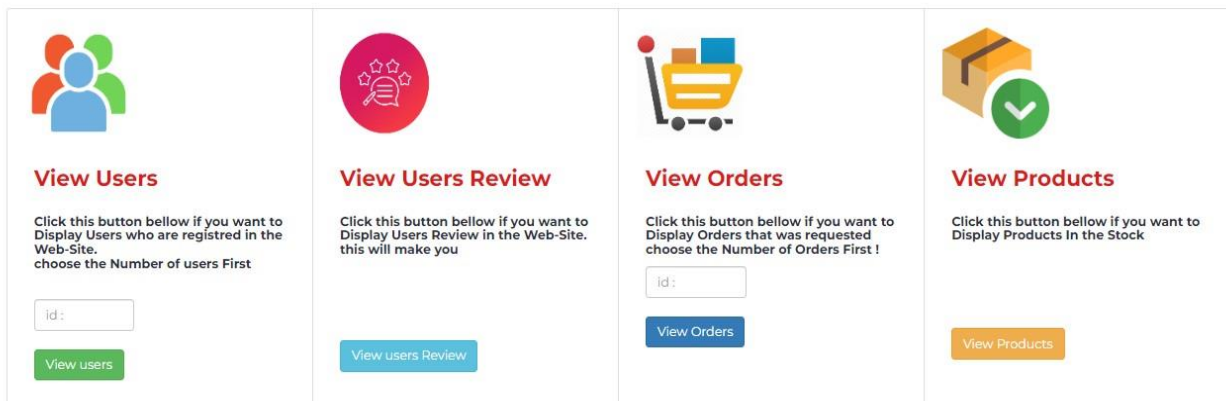 View Users
Click this button bellow if you want to
Display Users who are registred in the
Web-Site.
choose the Number of users First
id :
View users
View Users Review
Click this button bellow if you want to
Display Users Review in the Web-Site.
this will make you
View users Review
View Orders
Click this button bellow if you want to
Display Orders that was requested
choose the Number of Orders First !
id :
View Orders
View Products
Click this button bellow if you want to
Display Products In the Stock
View Products